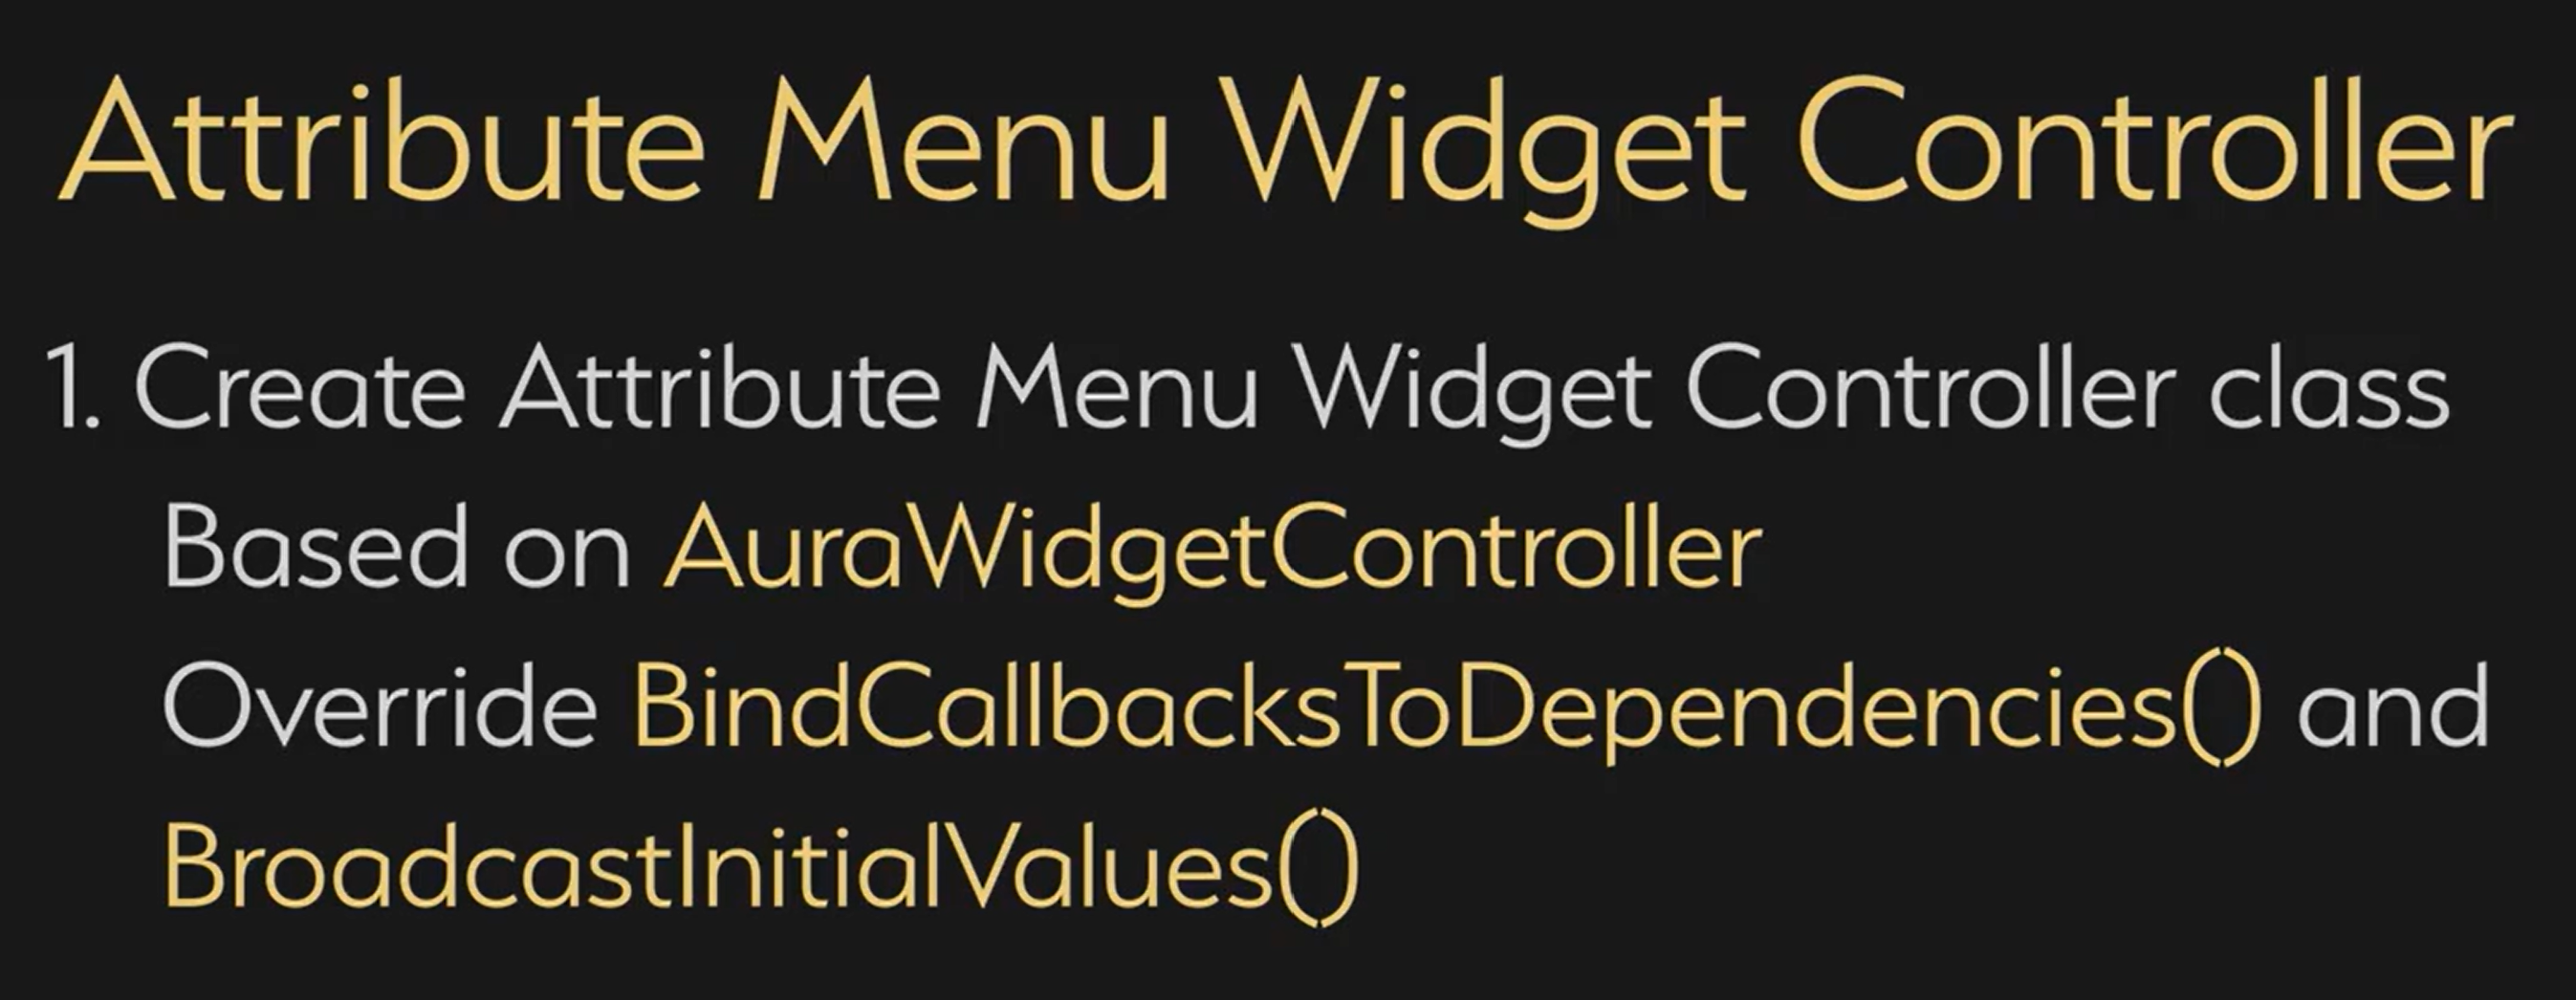 Attribute Menu Widget Controller
1. Create Attribute Menu Widget Controller class
Based on AuraWidgetController
Override BindCallbacksToDependencies() and
BroadcastInitialValues()